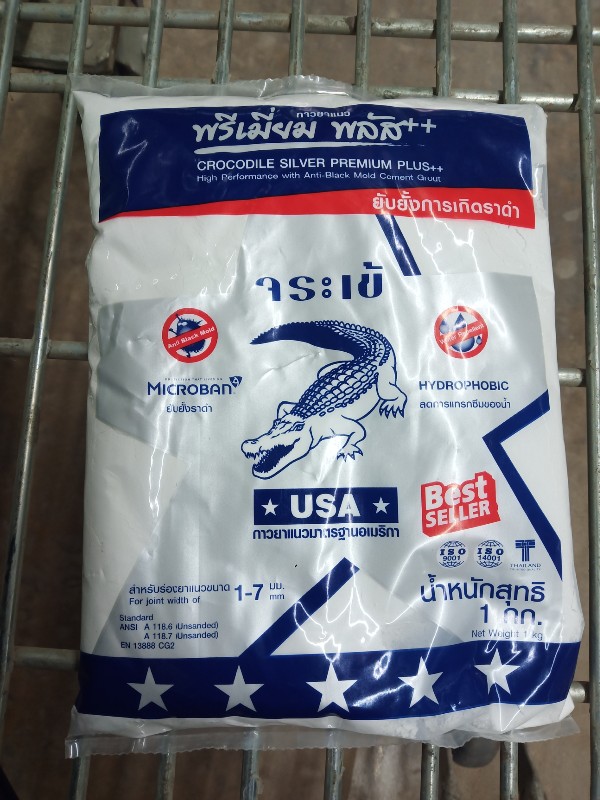 กาวยาแนว
พรีเมี่ยม พลัส++
CROCODILE SILVER PREMIUM PLUS++
High Performance with Anti-Black Mold Cement Grout
ยับยั้งการเกิดราดำ
จระเข้
Anti Black Mold
Water Repellent
MICROBAN
ยับยั้งราดำ
HYDROPHOBIC
ลดการแทรกซึมของน้ำ
USA
กาวยาแนวมาตรฐานอเมริกา
Best
SELLER
ISO
9001
ISO
14001
T
THAILAND
สำหรับร่องยาแนวขนาด 1-7 มม.
For joint width of mm
น้ำหนักสุทธิ
1 กก.
Net Weight 1 kg
Standard
ANSI A 118.6 (Unsanded)
A 118.7 (Unsanded)
EN 13888 CG2